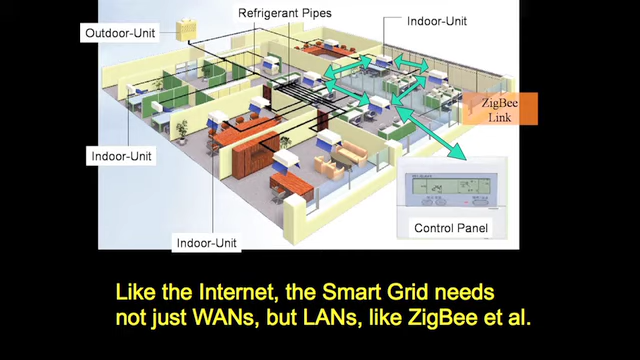 Refrigerant Pipes
Outdoor-Unit
Indoor-Unit
ZigBee
Link
Indoor-Unit
Control Panel
Indoor-Unit
Like the Internet, the Smart Grid needs
not just WANs, but LANs, like ZigBee et al.